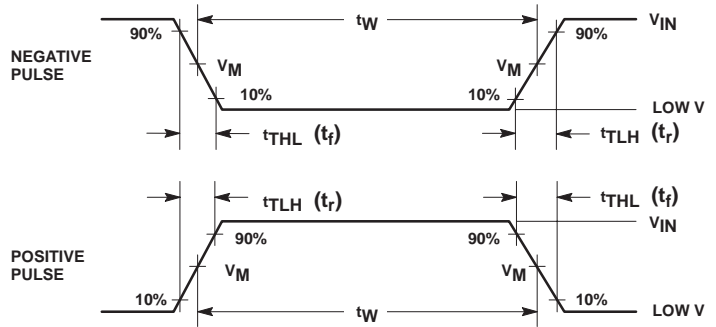 tW
VIN
90%
90%
NEGATIVE
PULSE
VM
VM
10%
10%
LOW V
tTHL (tf)
tTLH (tr)
tTLH (tr)
tTHL (tf)
VIN
90%
90%
POSITIVE
PULSE
VM
VM
10%
10%
tW
LOW V